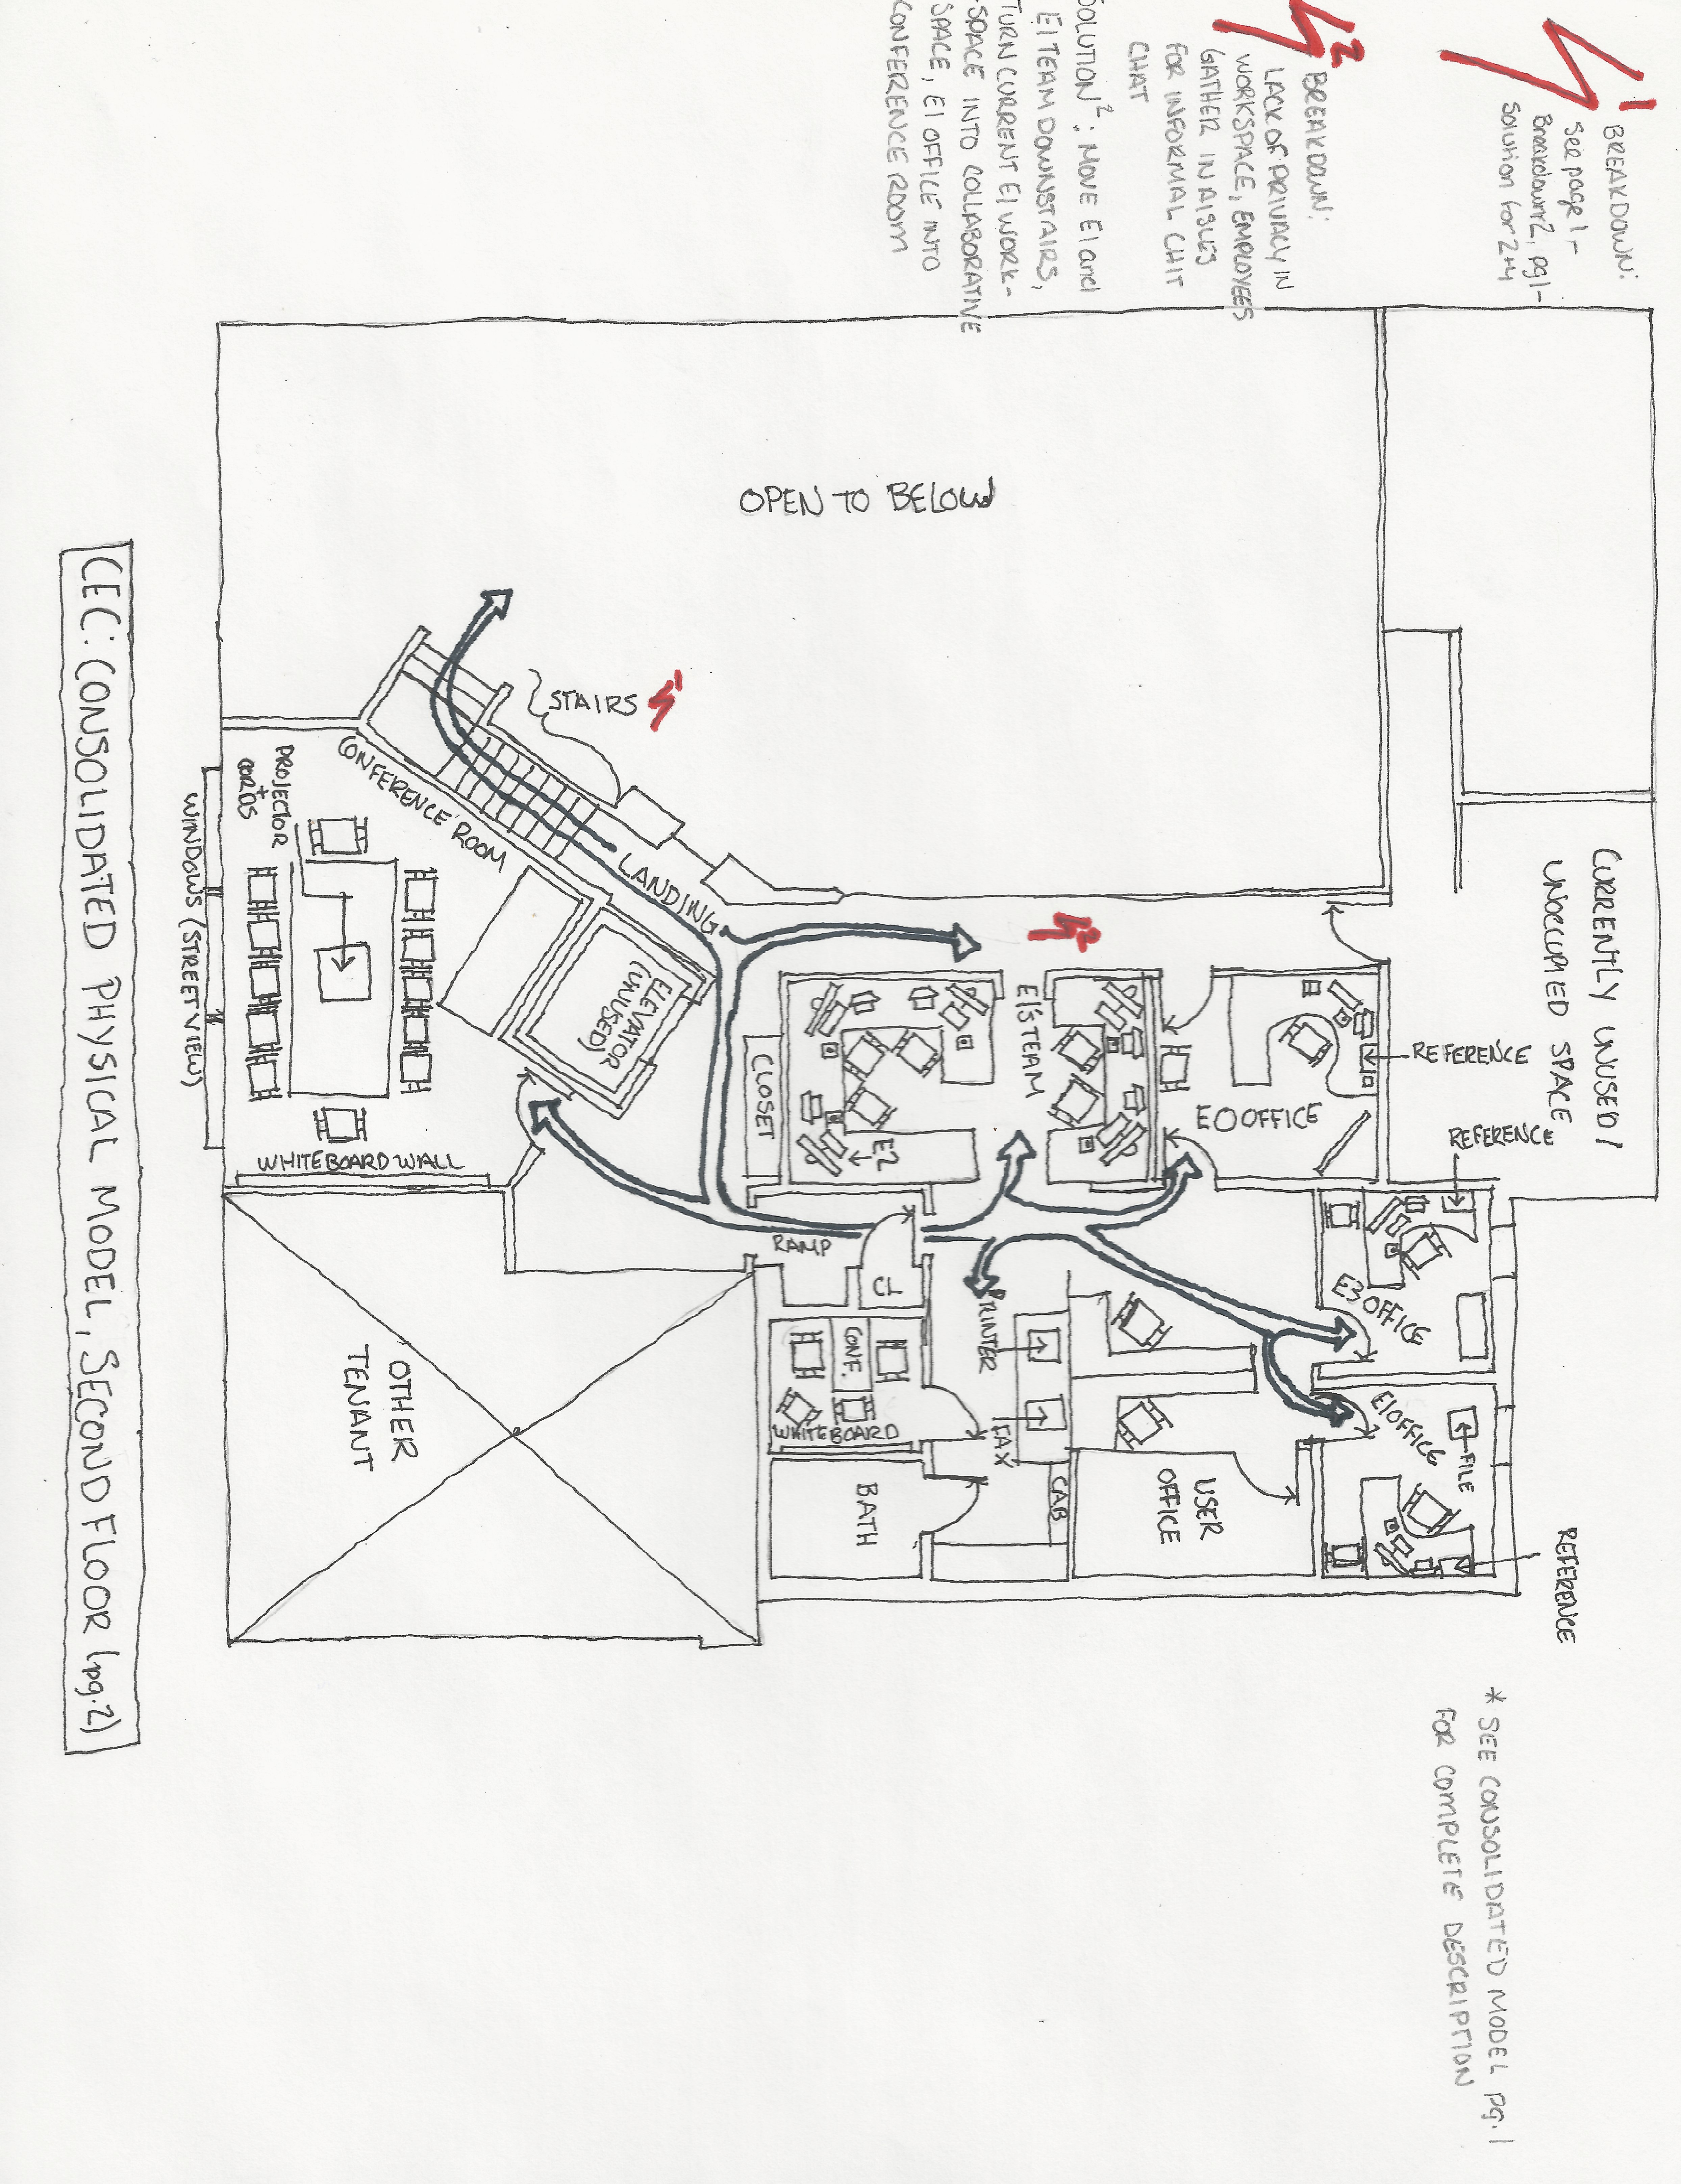 1
BREAKDOWN:
See page 1 -
Breakdown 2, pg1-
Solution for 2+4
2
BREAKDOWN:
LACK OF PRIVACY IN
WORKSPACE, EMPLOYEES
GATHER IN AISLES
FOR INFORMAL CHIT
CHAT
SOLUTION²: MOVE E1 and
E1 TEAM DOWNSTAIRS,
TURN CURRENT E1 WORK-
-SPACE INTO COLLABORATIVE
SPACE, E1 OFFICE INTO
CONFERENCE ROOM
CURRENTLY UNUSED/
UNOCCUPIED SPACE
REFERENCE
REFERENCE
REFERENCE
* SEE CONSOLIDATED MODEL pg. 1
FOR COMPLETE DESCRIPTION
FILE
E3 OFFICE
E1 OFFICE
E0 OFFICE
USER
OFFICE
2
E1'S TEAM
CAB
PRINTER
FAX
OPEN TO BELOW
E2
CL
CONF.
WHITEBOARD
BATH
RAMP
CLOSET
LANDING
ELEVATOR
(UNUSED)
1
STAIRS
CONFERENCE ROOM
WHITEBOARD WALL
OTHER
TENANT
PROJECTOR
+
CORDS
WINDOWS (STREET VIEW)
CEC: CONSOLIDATED PHYSICAL MODEL, SECOND FLOOR (pg. 2)